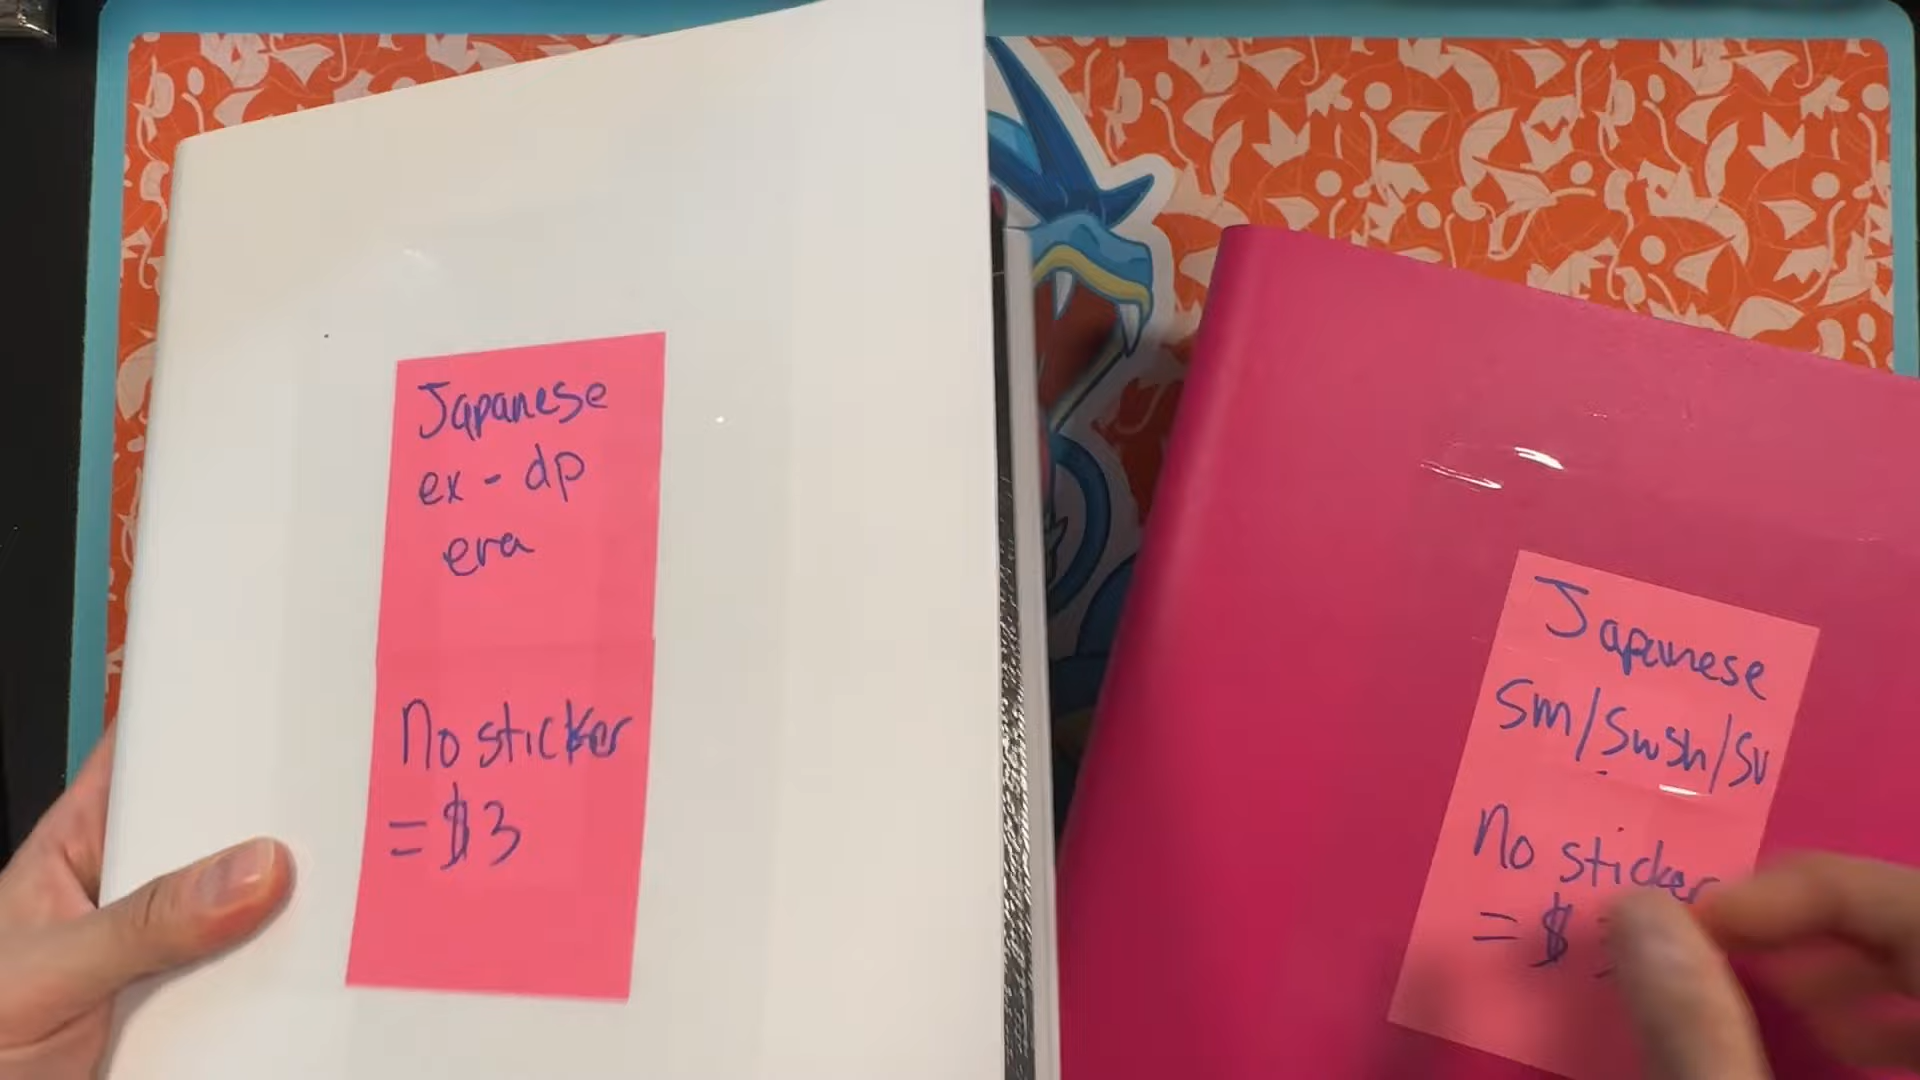 Japanese
ex - dp
era
No sticker
= $3
Japanese
Sm/Swsh/Sv
No sticker
= $